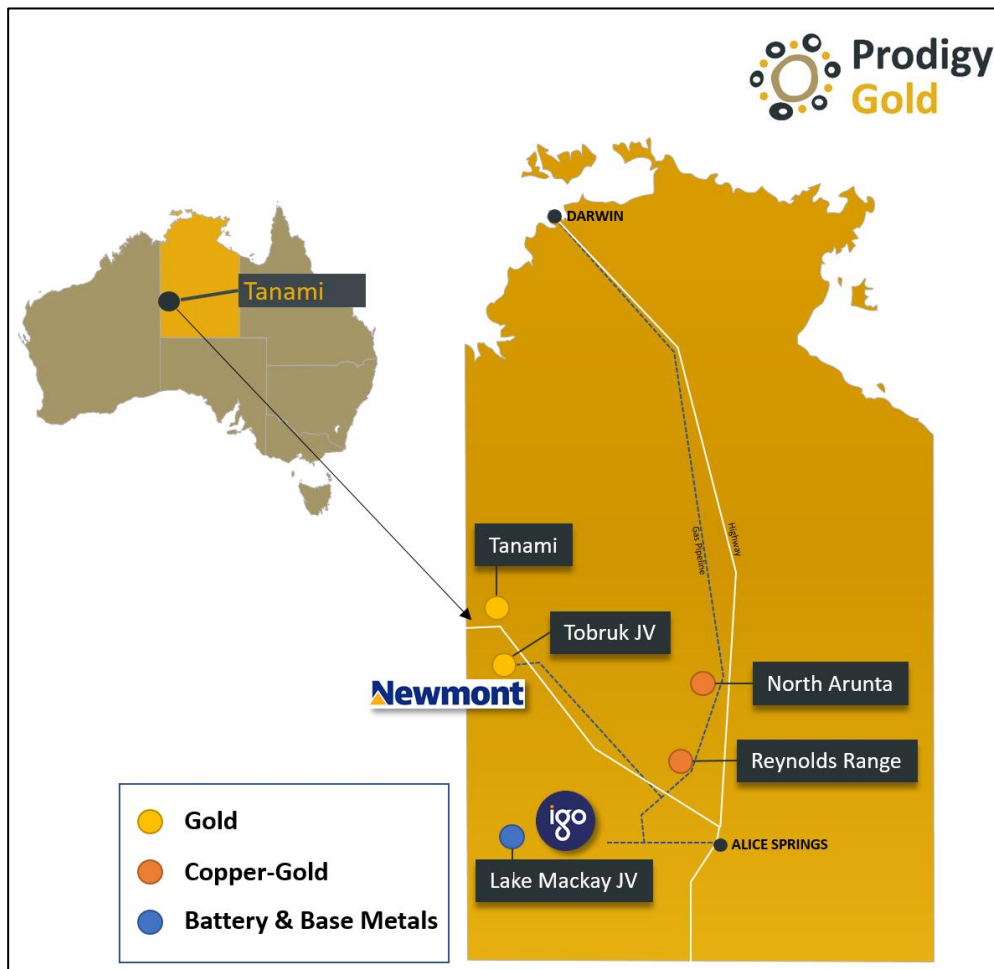 Prodigy
Gold
DARWIN
Tanami
Highway
Gas Pipeline
Tanami
Tobruk JV
Newmont
North Arunta
Reynolds Range
igo
Gold
Copper-Gold
Battery & Base Metals
ALICE SPRINGS
Lake Mackay JV